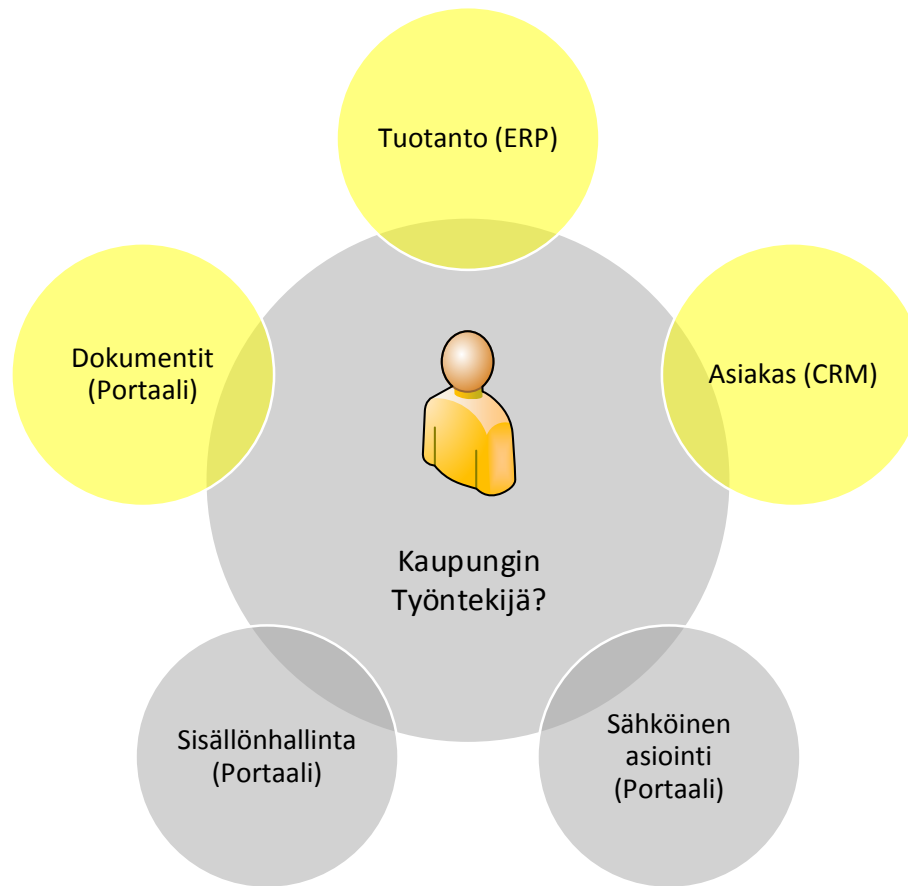 Tuotanto (ERP)
Dokumentit
(Portaali)
Asiakas (CRM)
Kaupungin
Työntekijä?
Sisällönhallinta
(Portaali)
Sähköinen
asiointi
(Portaali)